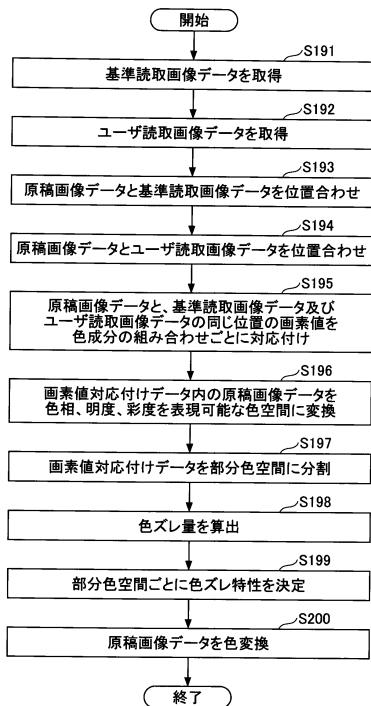 開始
S191
基準読取画像データを取得
S192
ユーザ読取画像データを取得
S193
原稿画像データと基準読取画像データを位置合わせ
S194
原稿画像データとユーザ読取画像データを位置合わせ
S195
原稿画像データと、基準読取画像データ及び
ユーザ読取画像データの同じ位置の画素値を
色成分の組み合わせごとに対応付け
S196
画素値対応付けデータ内の原稿画像データを
色相、明度、彩度を表現可能な色空間に変換
S197
画素値対応付けデータを部分色空間に分割
S198
色ズレ量を算出
S199
部分色空間ごとに色ズレ特性を決定
S200
原稿画像データを色変換
終了